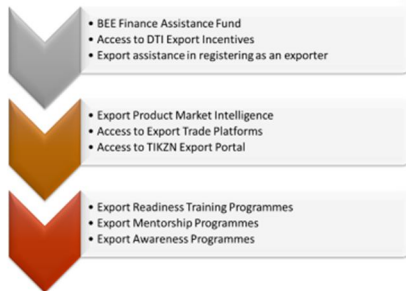 • BEE Finance Assistance Fund
• Access to DTI Export Incentives
• Export assistance in registering as an exporter
• Export Product Market Intelligence
• Access to Export Trade Platforms
• Access to TIKZN Export Portal
• Export Readiness Training Programmes
• Export Mentorship Programmes
• Export Awareness Programmes